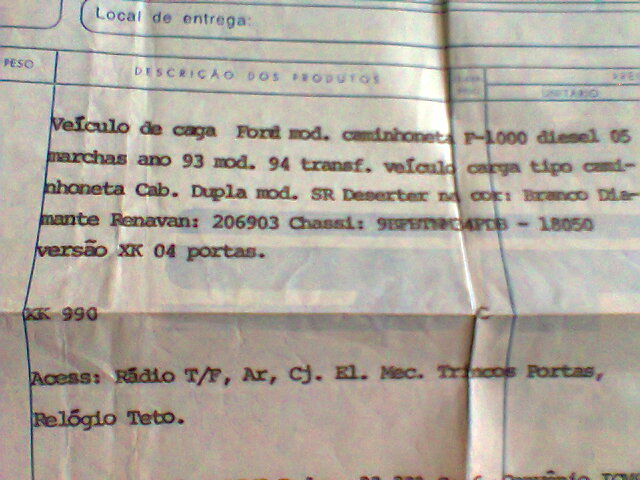 Local de entrega:
PESO
DESCRIÇÃO DOS PRODUTOS
UNITÁRIO
Veículo de caga Ford mod. caminhoneta F-1000 diesel 05
marchas ano 93 mod. 94 transf. veículo carga tipo cami-
nhoneta Cab. Dupla mod. SR Deserter na cor: Branco Dia-
mante Renavan: 206903 Chassi: - 18050
versão XK 04 portas.
XK 990
Acess: Rádio T/F, Ar, Cj. El. Mec. Trincos Portas,
Relógio Teto.